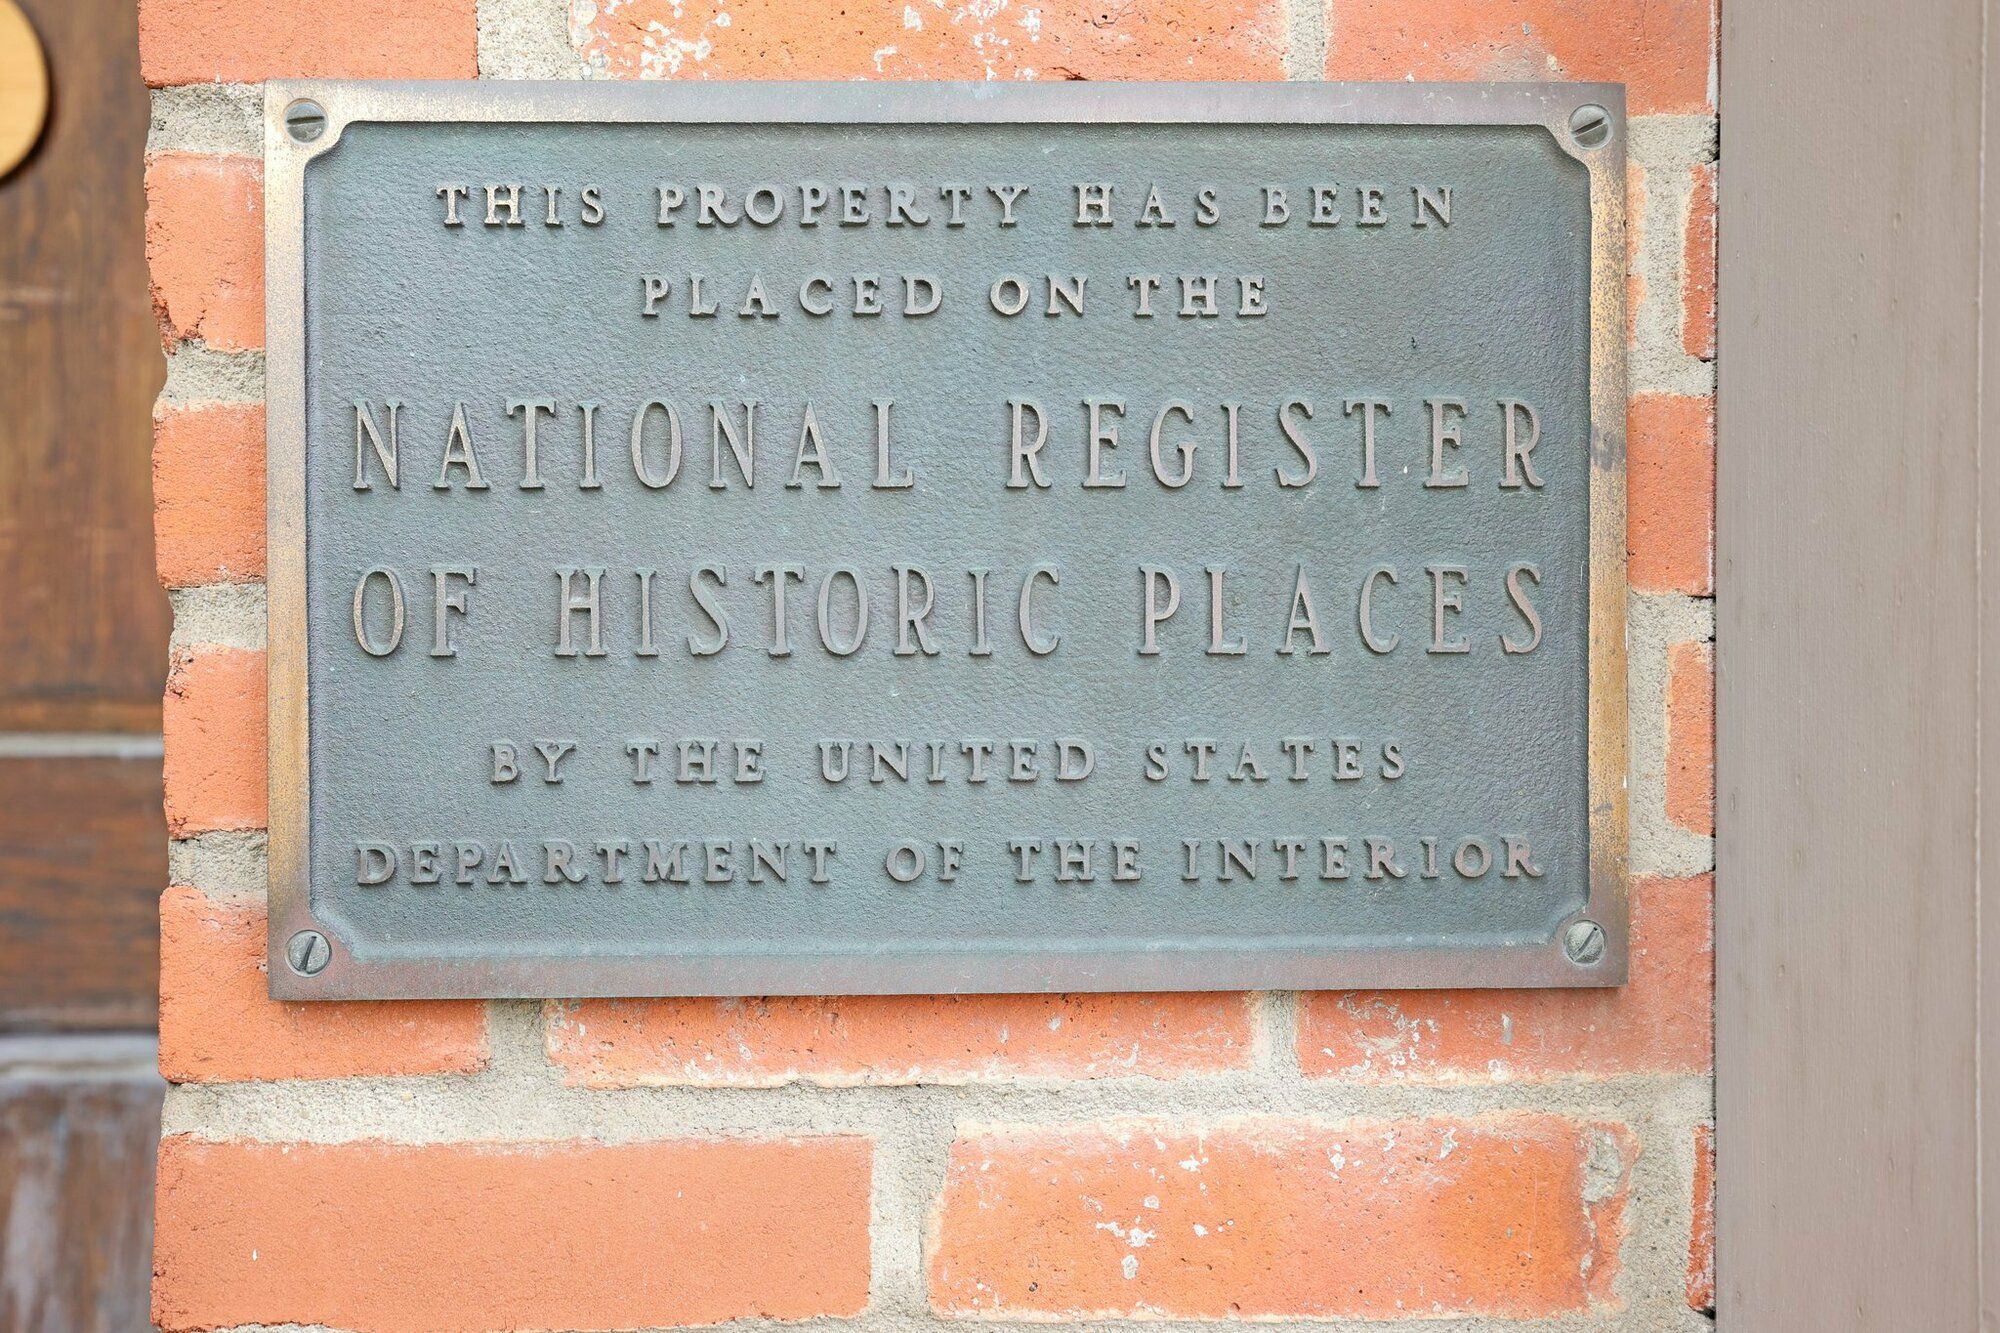 THIS PROPERTY HAS BEEN
PLACED ON THE
NATIONAL REGISTER
OF HISTORIC PLACES
BY THE UNITED STATES
DEPARTMENT OF THE INTERIOR